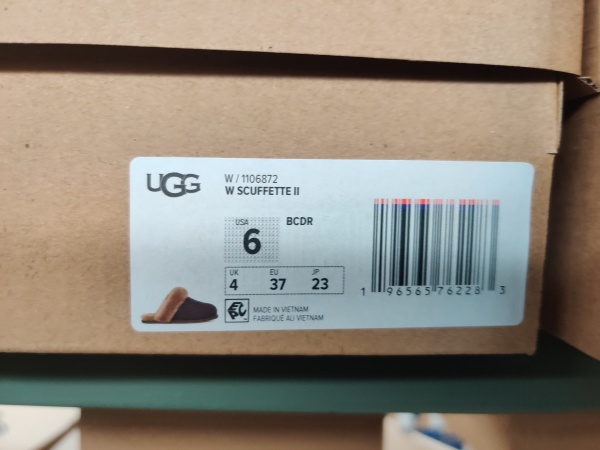 UGG
W / 1106872
W SCUFFETTE II
USA
6
BCDR
UK EU JP
4 37 23
MADE IN VIETNAM
FABRIQUÉ AU VIETNAM
1 96565 76228 3